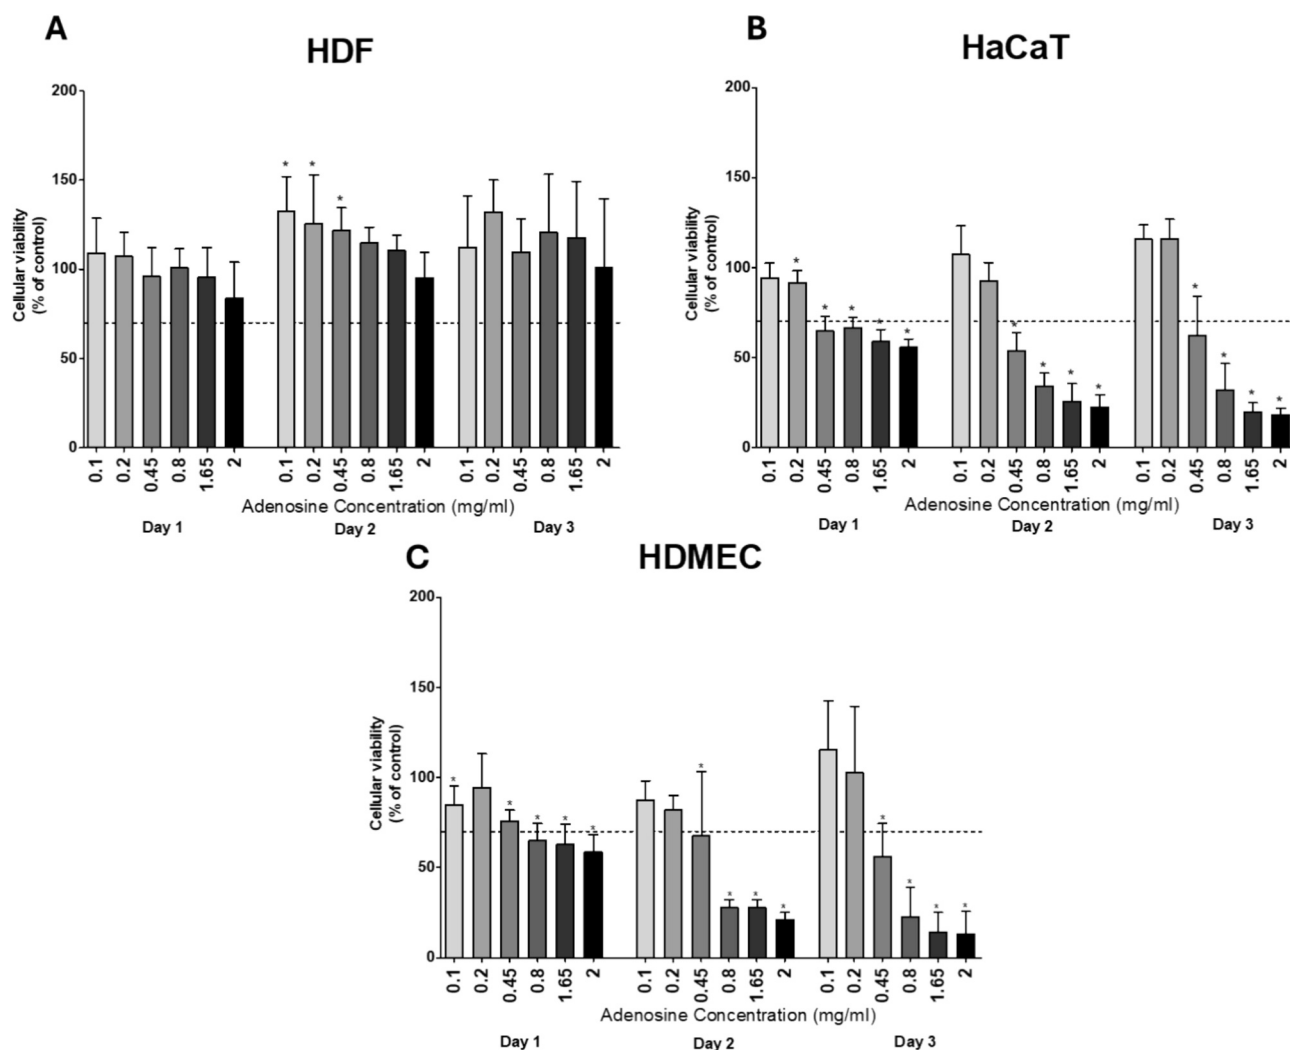 A
HDF
Cellular viability
(% of control)
200
150
100
50
0
* * *
0.1 0.2 0.45 0.8 1.65 2 0.1 0.2 0.45 0.8 1.65 2 0.1 0.2 0.45 0.8 1.65 2
Adenosine Concentration (mg/ml)
Day 1 Day 2 Day 3
B
HaCaT
Cellular viability
(% of control)
200
150
100
50
0
* * * * * * * * * * * * *
0.1 0.2 0.45 0.8 1.65 2 0.1 0.2 0.45 0.8 1.65 2 0.1 0.2 0.45 0.8 1.65 2
Adenosine Concentration (mg/ml)
Day 1 Day 2 Day 3
C
HDMEC
Cellular viability
(% of control)
200
150
100
50
0
* * * * * * * * * * * * *
0.1 0.2 0.45 0.8 1.65 2 0.1 0.2 0.45 0.8 1.65 2 0.1 0.2 0.45 0.8 1.65 2
Adenosine Concentration (mg/ml)
Day 1 Day 2 Day 3